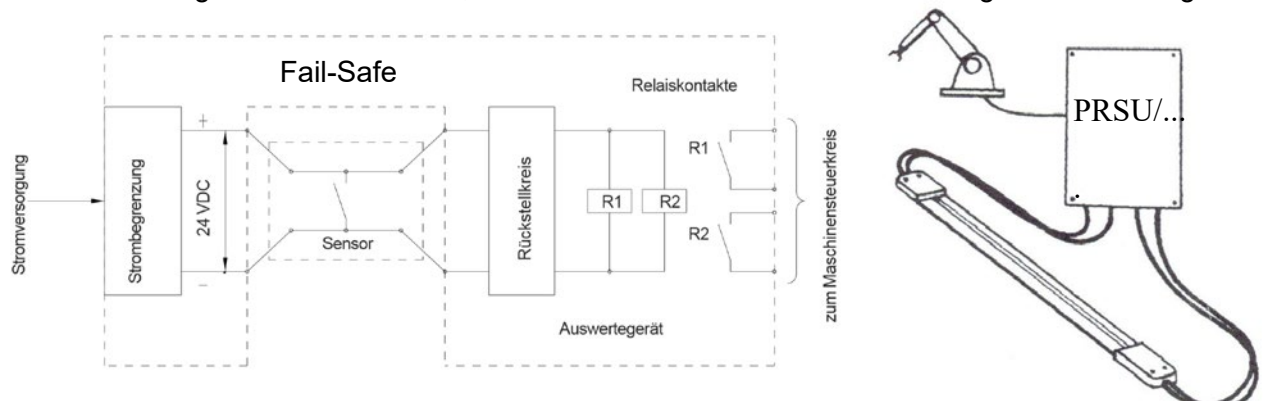 Fail-Safe
Relaiskontakte
PRSU/...
Stromversorgung
Strombegrenzung
+
24 VDC
–
Sensor
Rückstellkreis
R1
R2
R1
R2
zum Maschinensteuerkreis
Auswertegerät